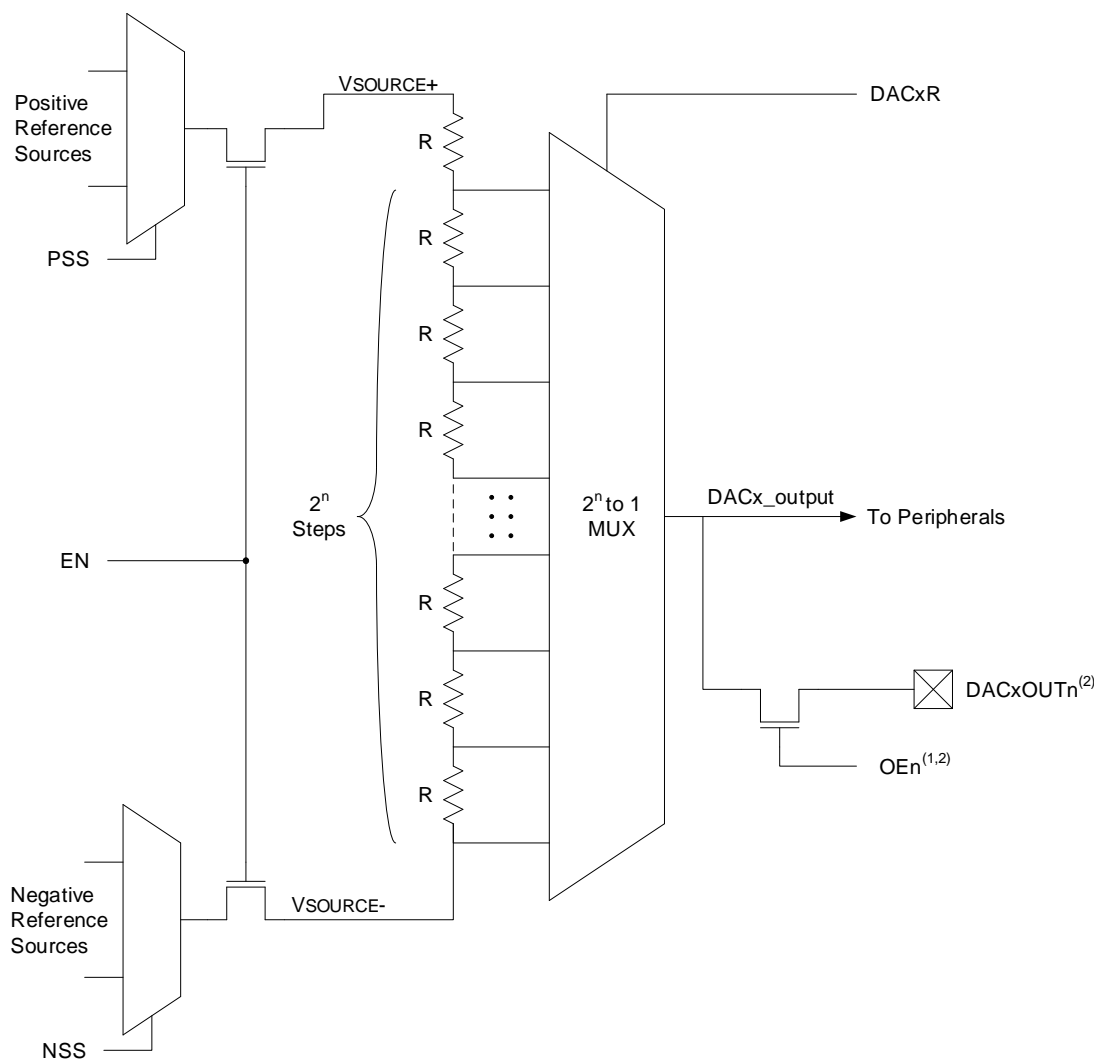 VSOURCE+
DACxR
Positive
Reference
Sources
R
PSS
R
R
R
2ⁿ
Steps
2ⁿ to 1
MUX
DACx_output
To Peripherals
EN
R
R
DACxOUTn⁽²⁾
OEn⁽¹,²⁾
R
Negative
Reference
Sources
VSOURCE-
NSS